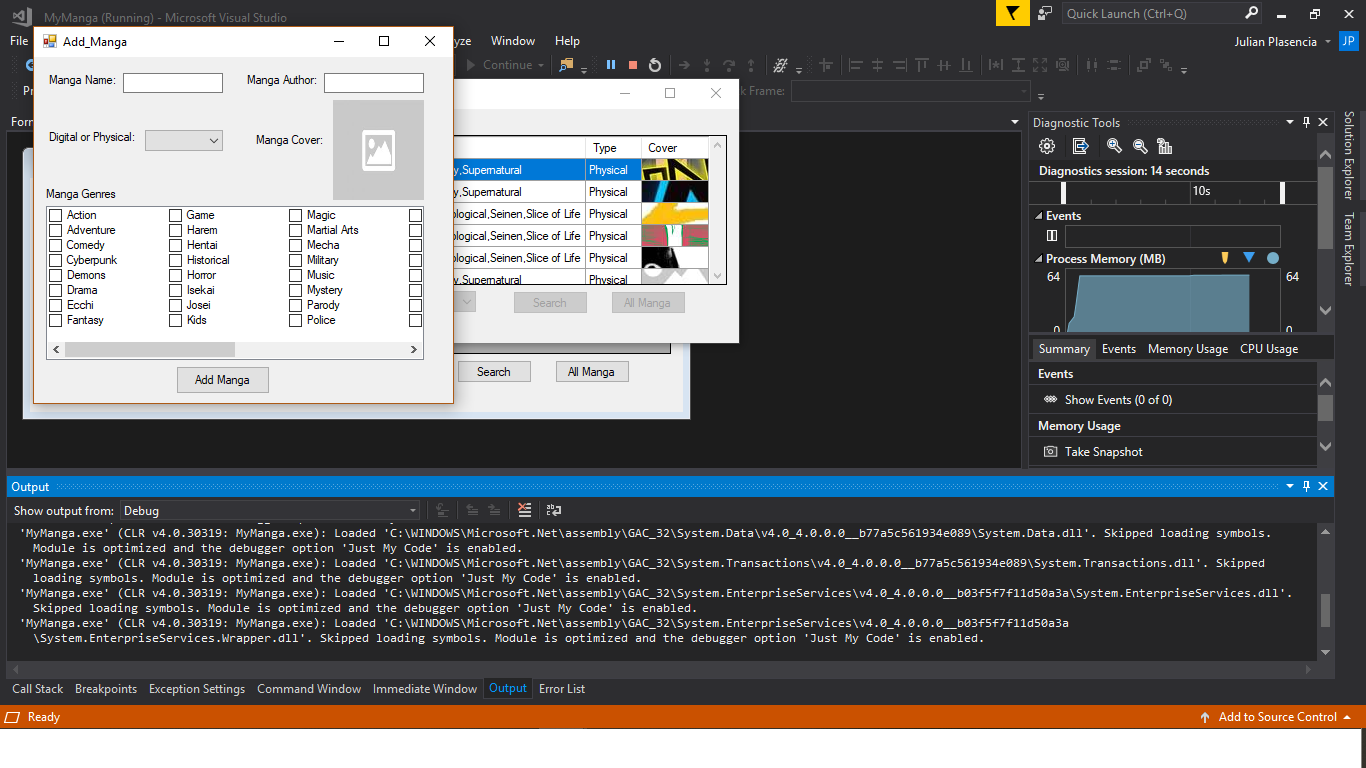 MyManga (Running) - Microsoft Visual Studio
Quick Launch (Ctrl+Q)
File
Window
Help
Julian Plasencia
JP
Add_Manga
Continue
Manga Name:
Manga Author:
Digital or Physical:
Manga Cover:
Manga Genres
Action
Game
Magic
Adventure
Harem
Martial Arts
Comedy
Hentai
Mecha
Cyberpunk
Historical
Military
Demons
Horror
Music
Drama
Isekai
Mystery
Ecchi
Josei
Parody
Fantasy
Kids
Police
Add Manga
Type
Cover
y,Supernatural
Physical
y,Supernatural
Physical
ological,Seinen,Slice of Life
Physical
ological,Seinen,Slice of Life
Physical
ological,Seinen,Slice of Life
Physical
y,Supernatural
Physical
Search
All Manga
Search
All Manga
k Frame:
Diagnostic Tools
Diagnostics session: 14 seconds
10s
Events
Process Memory (MB)
64
64
0
0
Summary
Events
Memory Usage
CPU Usage
Events
Show Events (0 of 0)
Memory Usage
Take Snapshot
Solution Explorer
Team Explorer
Output
Show output from:
Debug
'MyManga.exe' (CLR v4.0.30319: MyManga.exe): Loaded 'C:\WINDOWS\Microsoft.Net\assembly\GAC_32\System.Data\v4.0_4.0.0.0__b77a5c561934e089\System.Data.dll'. Skipped loading symbols.
Module is optimized and the debugger option 'Just My Code' is enabled.
'MyManga.exe' (CLR v4.0.30319: MyManga.exe): Loaded 'C:\WINDOWS\Microsoft.Net\assembly\GAC_32\System.Transactions\v4.0_4.0.0.0__b77a5c561934e089\System.Transactions.dll'. Skipped
loading symbols. Module is optimized and the debugger option 'Just My Code' is enabled.
'MyManga.exe' (CLR v4.0.30319: MyManga.exe): Loaded 'C:\WINDOWS\Microsoft.Net\assembly\GAC_32\System.EnterpriseServices\v4.0_4.0.0.0__b03f5f7f11d50a3a\System.EnterpriseServices.dll'.
Skipped loading symbols. Module is optimized and the debugger option 'Just My Code' is enabled.
'MyManga.exe' (CLR v4.0.30319: MyManga.exe): Loaded 'C:\WINDOWS\Microsoft.Net\assembly\GAC_32\System.EnterpriseServices\v4.0_4.0.0.0__b03f5f7f11d50a3a
\System.EnterpriseServices.Wrapper.dll'. Skipped loading symbols. Module is optimized and the debugger option 'Just My Code' is enabled.
Call Stack
Breakpoints
Exception Settings
Command Window
Immediate Window
Output
Error List
Ready
Add to Source Control